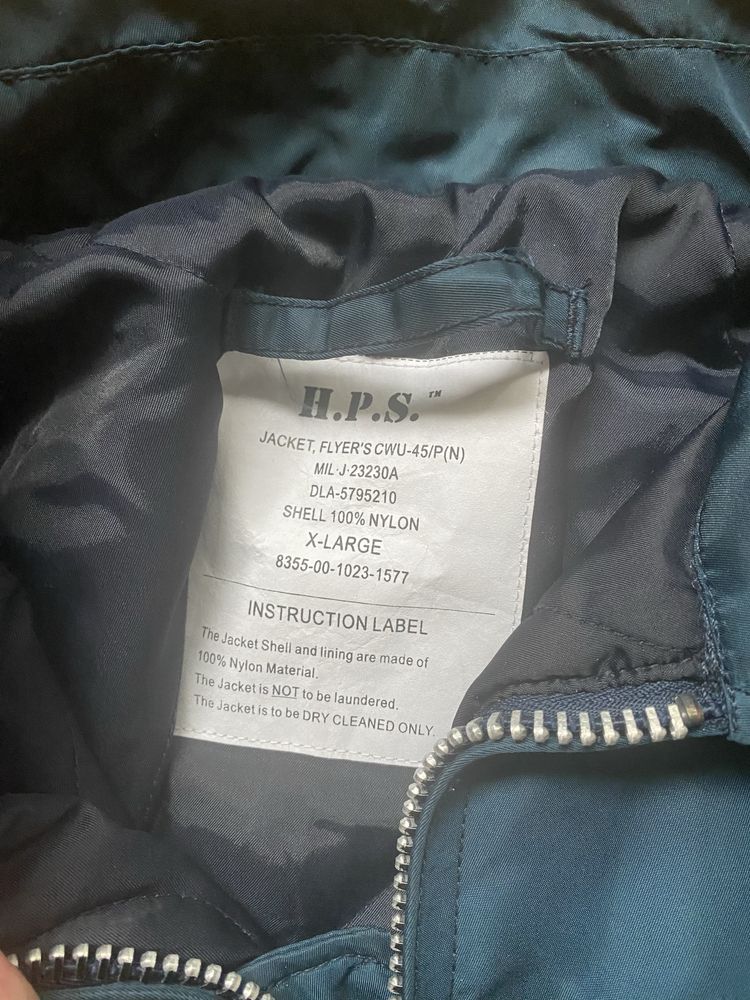 H.P.S.™
JACKET, FLYER'S CWU-45/P(N)
MIL-J-23230A
DLA-5795210
SHELL 100% NYLON
X-LARGE
8355-00-1023-1577
INSTRUCTION LABEL
The Jacket Shell and lining are made of
100% Nylon Material.
The Jacket is NOT to be laundered.
The Jacket is to be DRY CLEANED ONLY.